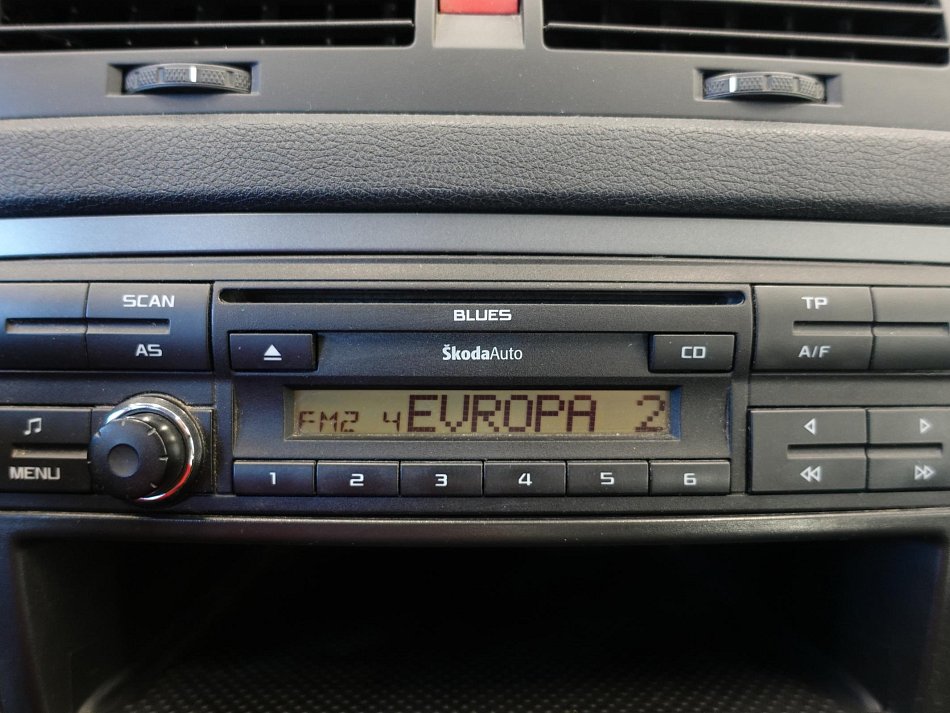 SCAN
AS
BLUES
ŠkodaAuto
CD
TP
A/F
FM2 4 EVROPA 2
MENU
1 2 3 4 5 6